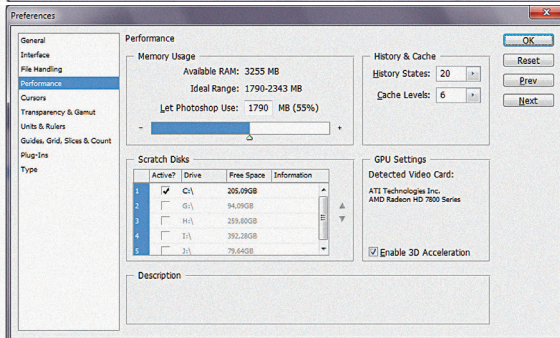 Preferences
General
Interface
File Handling
Performance
Cursors
Transparency & Gamut
Units & Rulers
Guides, Grid, Slices & Count
Plug-Ins
Type
Performance
Memory Usage
Available RAM: 3255 MB
Ideal Range: 1790-2343 MB
Let Photoshop Use: 1790 MB (55%)
- +
History & Cache
History States: 20
Cache Levels: 6
OK
Reset
Prev
Next
Scratch Disks
Active? Drive Free Space Information
1 C:\ 205.09GB
2 G:\ 94.09GB
3 H:\ 259.80GB
4 I:\ 392.28GB
5 J:\ 79.64GB
GPU Settings
Detected Video Card:
ATI Technologies Inc.
AMD Radeon HD 7800 Series
Enable 3D Acceleration
Description